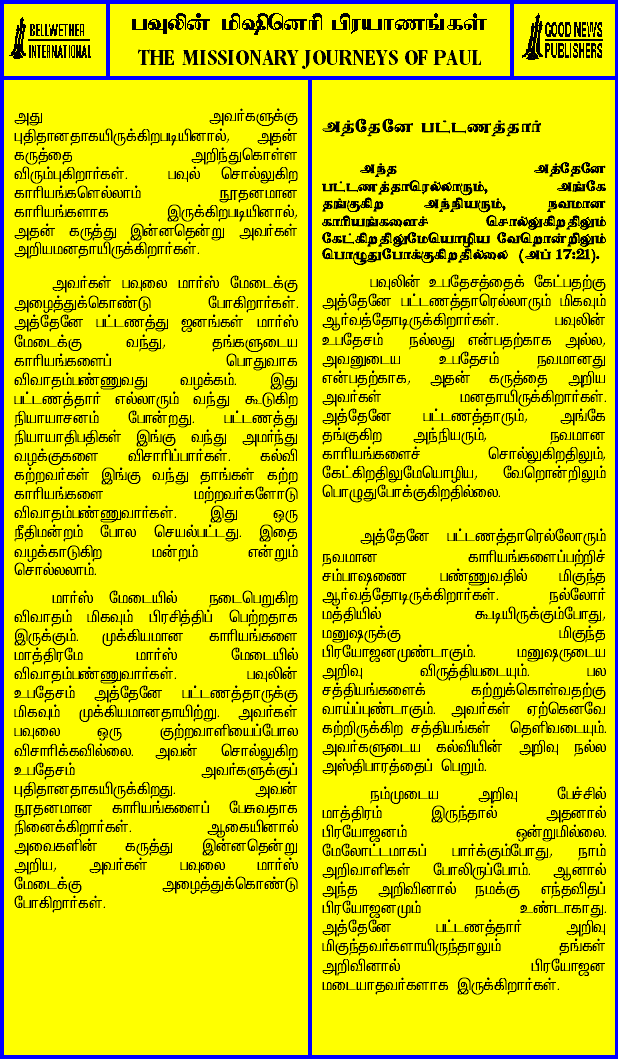 BELLWETHER
INTERNATIONAL
பவுலின் மிஷினெரி பிரயாணங்கள்
THE MISSIONARY JOURNEYS OF PAUL
GOOD NEWS
PUBLISHERS
அது அவர்களுக்கு
புதிதானதாகயிருக்கிறபடியினால், அதன்
கருத்தை அறிந்துகொள்ள
விரும்புகிறார்கள். பவுல் சொல்லுகிற
காரியங்களெல்லாம் நூதனமான
காரியங்களாக இருக்கிறபடியினால்,
அதன் கருத்து இன்னதென்று அவர்கள்
அறியமனதாயிருக்கிறார்கள்.
அவர்கள் பவுலை மார்ஸ் மேடைக்கு
அழைத்துக்கொண்டு போகிறார்கள்.
அத்தேனே பட்டணத்து ஜனங்கள் மார்ஸ்
மேடைக்கு வந்து, தங்களுடைய
காரியங்களைப் பொதுவாக
விவாதம்பண்ணுவது வழக்கம். இது
பட்டணத்தார் எல்லாரும் வந்து கூடுகிற
நியாயாசனம் போன்றது. பட்டணத்து
நியாயாதிபதிகள் இங்கு வந்து அமர்ந்து
வழக்குகளை விசாரிப்பார்கள். கல்வி
கற்றவர்கள் இங்கு வந்து தாங்கள் கற்ற
காரியங்களை மற்றவர்களோடு
விவாதம்பண்ணுவார்கள். இது ஒரு
நீதிமன்றம் போல செயல்பட்டது. இதை
வழக்காடுகிற மன்றம் என்றும்
சொல்லலாம்.
மார்ஸ் மேடையில் நடைபெறுகிற
விவாதம் மிகவும் பிரசித்திப் பெற்றதாக
இருக்கும். முக்கியமான காரியங்களை
மாத்திரமே மார்ஸ் மேடையில்
விவாதம்பண்ணுவார்கள். பவுலின்
உபதேசம் அத்தேனே பட்டணத்தாருக்கு
மிகவும் முக்கியமானதாயிற்று. அவர்கள்
பவுலை ஒரு குற்றவாளியைப்போல
விசாரிக்கவில்லை. அவன் சொல்லுகிற
உபதேசம் அவர்களுக்குப்
புதிதானதாகயிருக்கிறது. அவன்
நூதனமான காரியங்களைப் பேசுவதாக
நினைக்கிறார்கள். ஆகையினால்
அவைகளின் கருத்து இன்னதென்று
அறிய, அவர்கள் பவுலை மார்ஸ்
மேடைக்கு அழைத்துக்கொண்டு
போகிறார்கள்.
அத்தேனே பட்டணத்தார்
அந்த அத்தேனே
பட்டணத்தாரெல்லாரும், அங்கே
தங்குகிற அந்நியரும், நவமான
காரியங்களைச் சொல்லுகிறதிலும்
கேட்கிறதிலுமேயொழிய வேறொன்றிலும்
பொழுதுபோக்குகிறதில்லை (அப் 17:21).
பவுலின் உபதேசத்தைக் கேட்பதற்கு
அத்தேனே பட்டணத்தாரெல்லாரும் மிகவும்
ஆர்வத்தோடிருக்கிறார்கள். பவுலின்
உபதேசம் நல்லது என்பதற்காக அல்ல,
அவனுடைய உபதேசம் நவமானது
என்பதற்காக, அதன் கருத்தை அறிய
அவர்கள் மனதாயிருக்கிறார்கள்.
அத்தேனே பட்டணத்தாரும், அங்கே
தங்குகிற அந்நியரும், நவமான
காரியங்களைச் சொல்லுகிறதிலும்,
கேட்கிறதிலுமேயொழிய, வேறொன்றிலும்
பொழுதுபோக்குகிறதில்லை.
அத்தேனே பட்டணத்தாரெல்லோரும்
நவமான காரியங்களைப்பற்றிச்
சம்பாஷணை பண்ணுவதில் மிகுந்த
ஆர்வத்தோடிருக்கிறார்கள். நல்லோர்
மத்தியில் கூடியிருக்கும்போது,
மனுஷருக்கு மிகுந்த
பிரயோஜனமுண்டாகும். மனுஷருடைய
அறிவு விருத்தியடையும். பல
சத்தியங்களைக் கற்றுக்கொள்வதற்கு
வாய்ப்புண்டாகும். அவர்கள் ஏற்கெனவே
கற்றிருக்கிற சத்தியங்கள் தெளிவடையும்.
அவர்களுடைய கல்வியின் அறிவு நல்ல
அஸ்திபாரத்தைப் பெறும்.
நம்முடைய அறிவு பேச்சில்
மாத்திரம் இருந்தால் அதனால்
பிரயோஜனம் ஒன்றுமில்லை.
மேலோட்டமாகப் பார்க்கும்போது, நாம்
அறிவாளிகள் போலிருப்போம். ஆனால்
அந்த அறிவினால் நமக்கு எந்தவிதப்
பிரயோஜனமும் உண்டாகாது.
அத்தேனே பட்டணத்தார் அறிவு
மிகுந்தவர்களாயிருந்தாலும் தங்கள்
அறிவினால் பிரயோஜன
மடையாதவர்களாக இருக்கிறார்கள்.